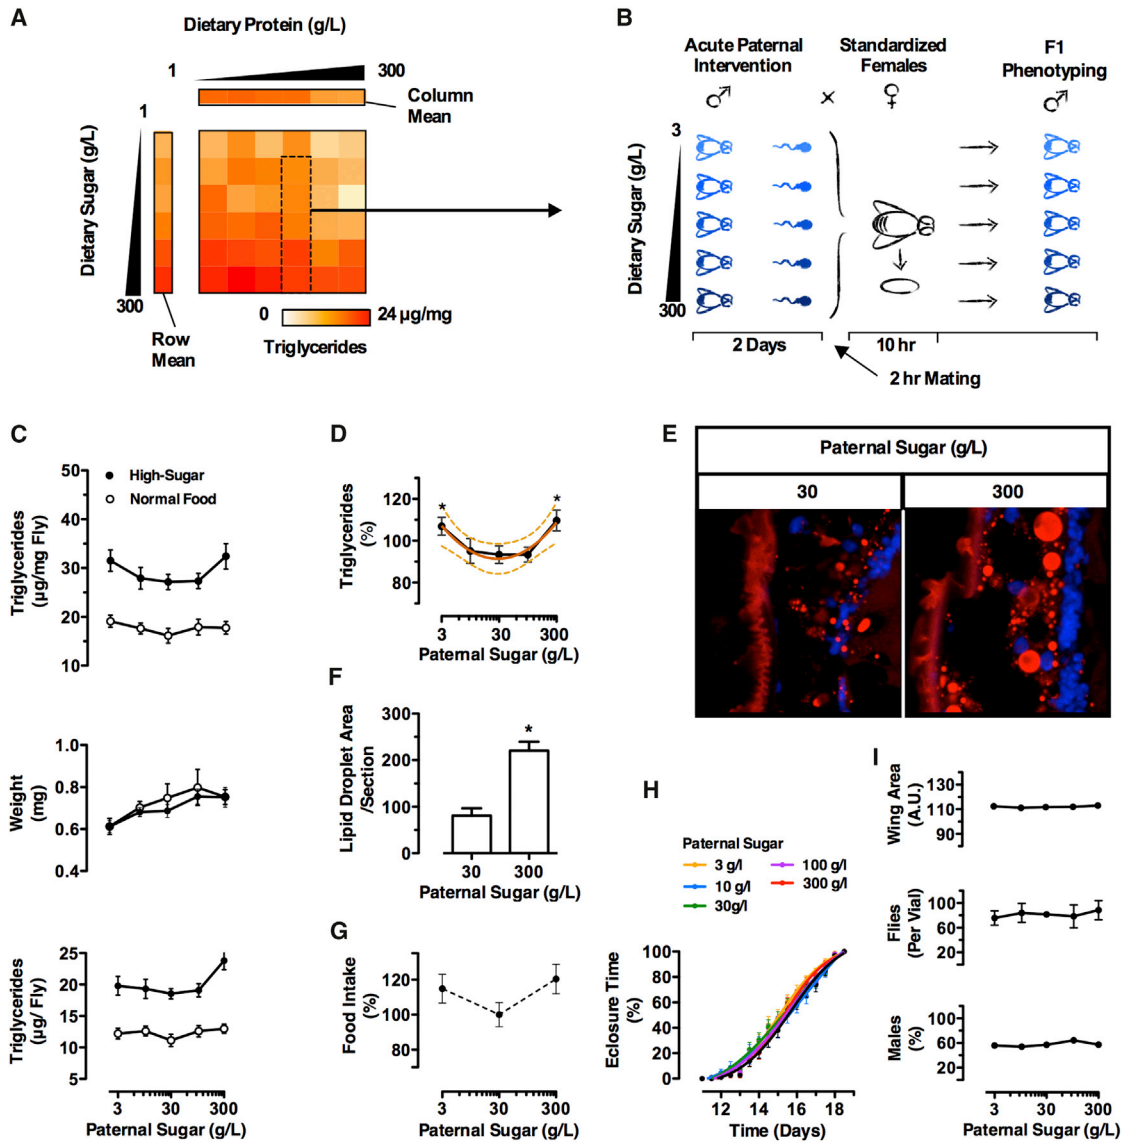 A
Dietary Protein (g/L)
1
300
Column
Mean
1
Dietary Sugar (g/L)
300
Row
Mean
0
24 µg/mg
Triglycerides
B
Acute Paternal
Intervention
Standardized
Females
F1
Phenotyping
♂
×
♀
♂
3
Dietary Sugar (g/L)
300
2 Days
10 hr
2 hr Mating
C
High-Sugar
Normal Food
Triglycerides
(µg/mg Fly)
50
40
30
20
10
Weight
(mg)
1.0
0.8
0.6
0.4
Triglycerides
(µg/ Fly)
25
20
15
10
5
3
30
300
Paternal Sugar (g/L)
D
Triglycerides
(%)
120
100
80
*
*
3
30
300
Paternal Sugar (g/L)
E
Paternal Sugar (g/L)
30
300
F
Lipid Droplet Area
/Section
300
200
100
0
*
30
300
Paternal Sugar (g/L)
G
Food Intake
(%)
120
100
80
3
30
300
Paternal Sugar (g/L)
H
Paternal Sugar
3 g/l
100 g/l
10 g/l
300 g/l
30g/l
Eclosure Time
(%)
100
80
60
40
20
0
12
14
16
18
Time (Days)
I
Wing Area
(A.U.)
130
110
90
Flies
(Per Vial)
100
60
20
Males
(%)
100
60
20
3
30
300
Paternal Sugar (g/L)